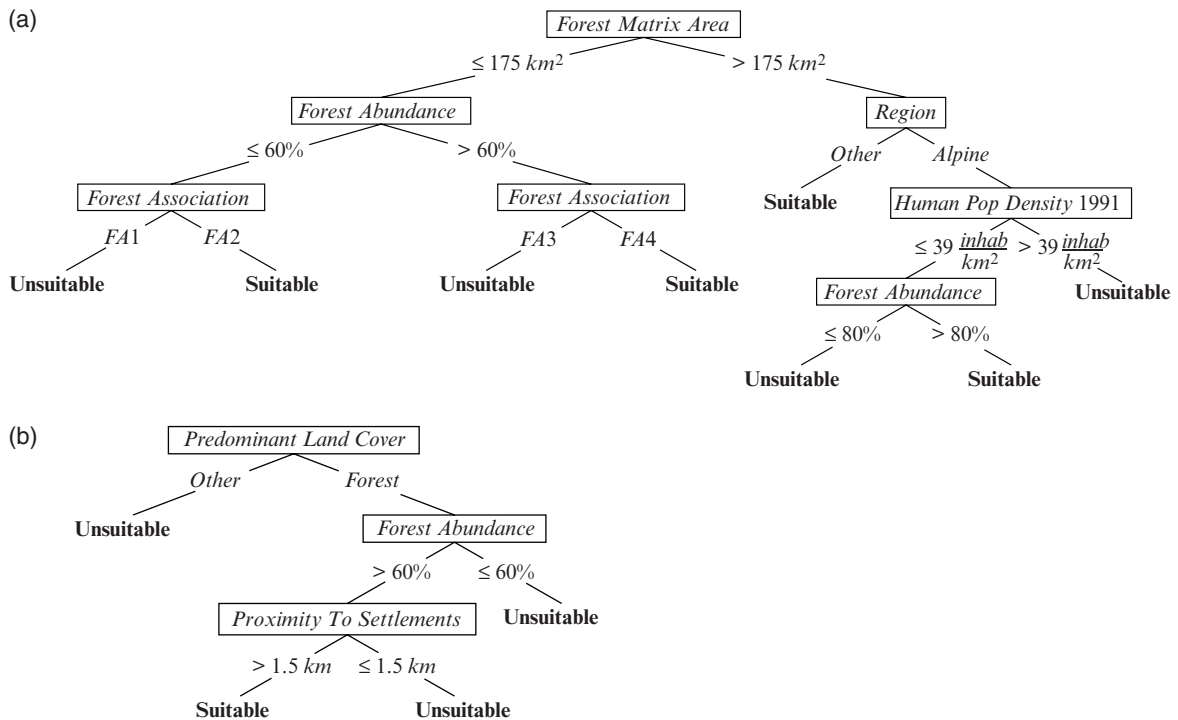 (a)
Forest Matrix Area
≤ 175 km² > 175 km²
Forest Abundance Region
≤ 60% > 60% Other Alpine
Forest Association Forest Association Suitable Human Pop Density 1991
FA1 FA2 FA3 FA4 ≤ 39 inhab/km² > 39 inhab/km²
Unsuitable Suitable Unsuitable Suitable Forest Abundance Unsuitable
≤ 80% > 80%
Unsuitable Suitable
(b)
Predominant Land Cover
Other Forest
Unsuitable Forest Abundance
> 60% ≤ 60%
Proximity To Settlements Unsuitable
> 1.5 km ≤ 1.5 km
Suitable Unsuitable